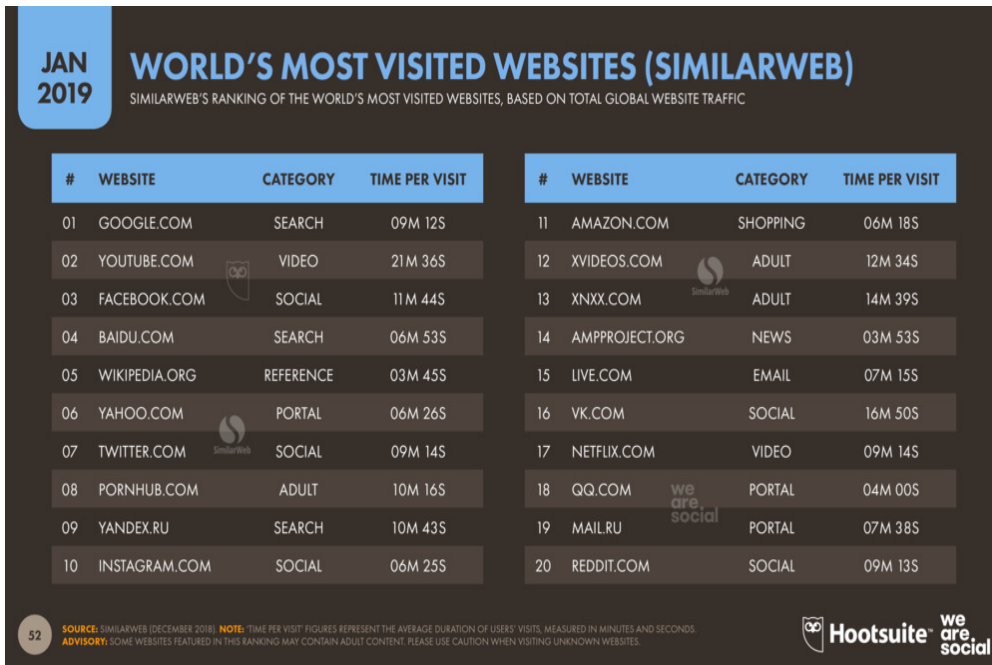 JAN
2019
WORLD'S MOST VISITED WEBSITES (SIMILARWEB)
SIMILARWEB'S RANKING OF THE WORLD'S MOST VISITED WEBSITES, BASED ON TOTAL GLOBAL WEBSITE TRAFFIC
# WEBSITE CATEGORY TIME PER VISIT
01 GOOGLE.COM SEARCH 09M 12S
02 YOUTUBE.COM VIDEO 21M 36S
03 FACEBOOK.COM SOCIAL 11M 44S
04 BAIDU.COM SEARCH 06M 53S
05 WIKIPEDIA.ORG REFERENCE 03M 45S
06 YAHOO.COM PORTAL 06M 26S
07 TWITTER.COM SOCIAL 09M 14S
SimilarWeb
08 PORNHUB.COM ADULT 10M 16S
09 YANDEX.RU SEARCH 10M 43S
10 INSTAGRAM.COM SOCIAL 06M 25S
# WEBSITE CATEGORY TIME PER VISIT
11 AMAZON.COM SHOPPING 06M 18S
12 XVIDEOS.COM ADULT 12M 34S
SimilarWeb
13 XNXX.COM ADULT 14M 39S
14 AMPPROJECT.ORG NEWS 03M 53S
15 LIVE.COM EMAIL 07M 15S
16 VK.COM SOCIAL 16M 50S
17 NETFLIX.COM VIDEO 09M 14S
18 QQ.COM PORTAL 04M 00S
we
are.
social
19 MAIL.RU PORTAL 07M 38S
20 REDDIT.COM SOCIAL 09M 13S
52
SOURCE: SIMILARWEB (DECEMBER 2018). NOTE: 'TIME PER VISIT' FIGURES REPRESENT THE AVERAGE DURATION OF USERS' VISITS, MEASURED IN MINUTES AND SECONDS.
ADVISORY: SOME WEBSITES FEATURED IN THIS RANKING MAY CONTAIN ADULT CONTENT. PLEASE USE CAUTION WHEN VISITING UNKNOWN WEBSITES.
Hootsuite™
we
are.
social